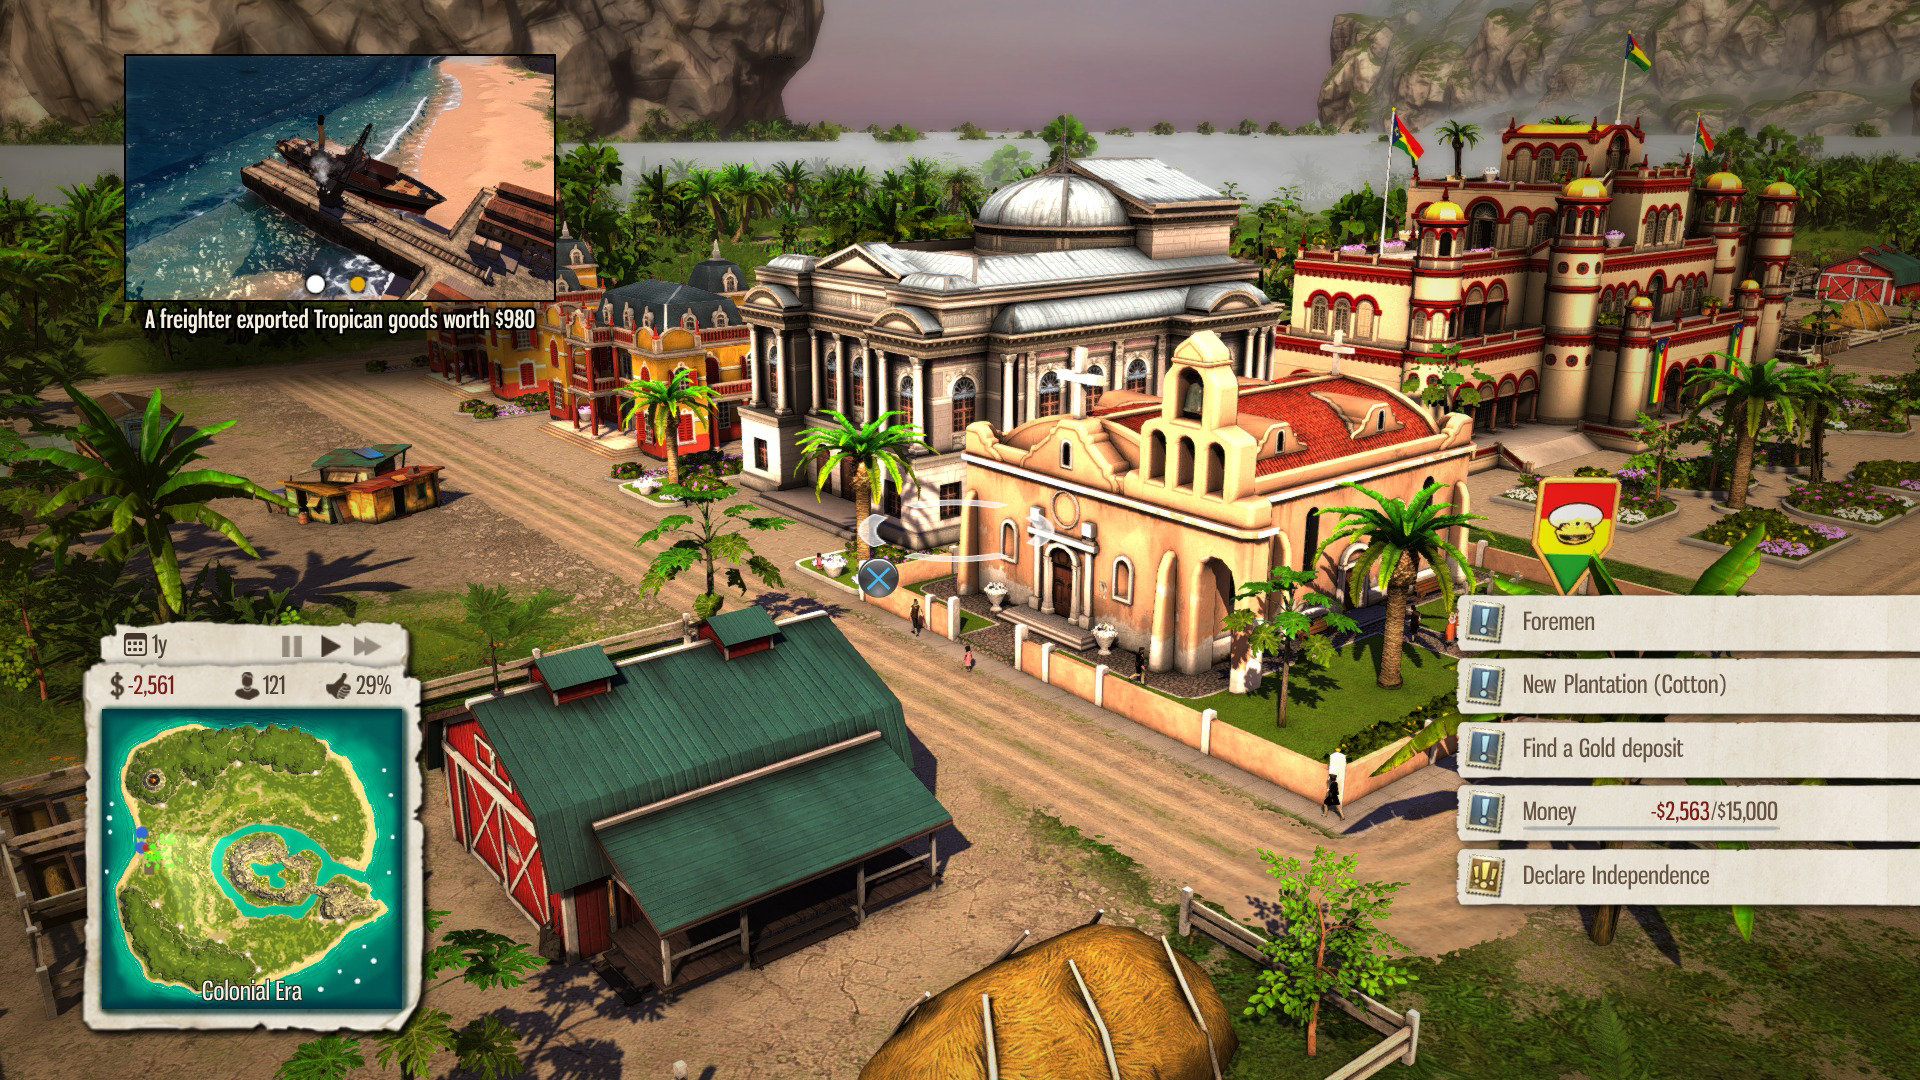 A freighter exported Tropican goods worth $980
1y
$-2,561
121
29%
Colonial Era
Foremen
New Plantation (Cotton)
Find a Gold deposit
Money -$2,563/$15,000
Declare Independence